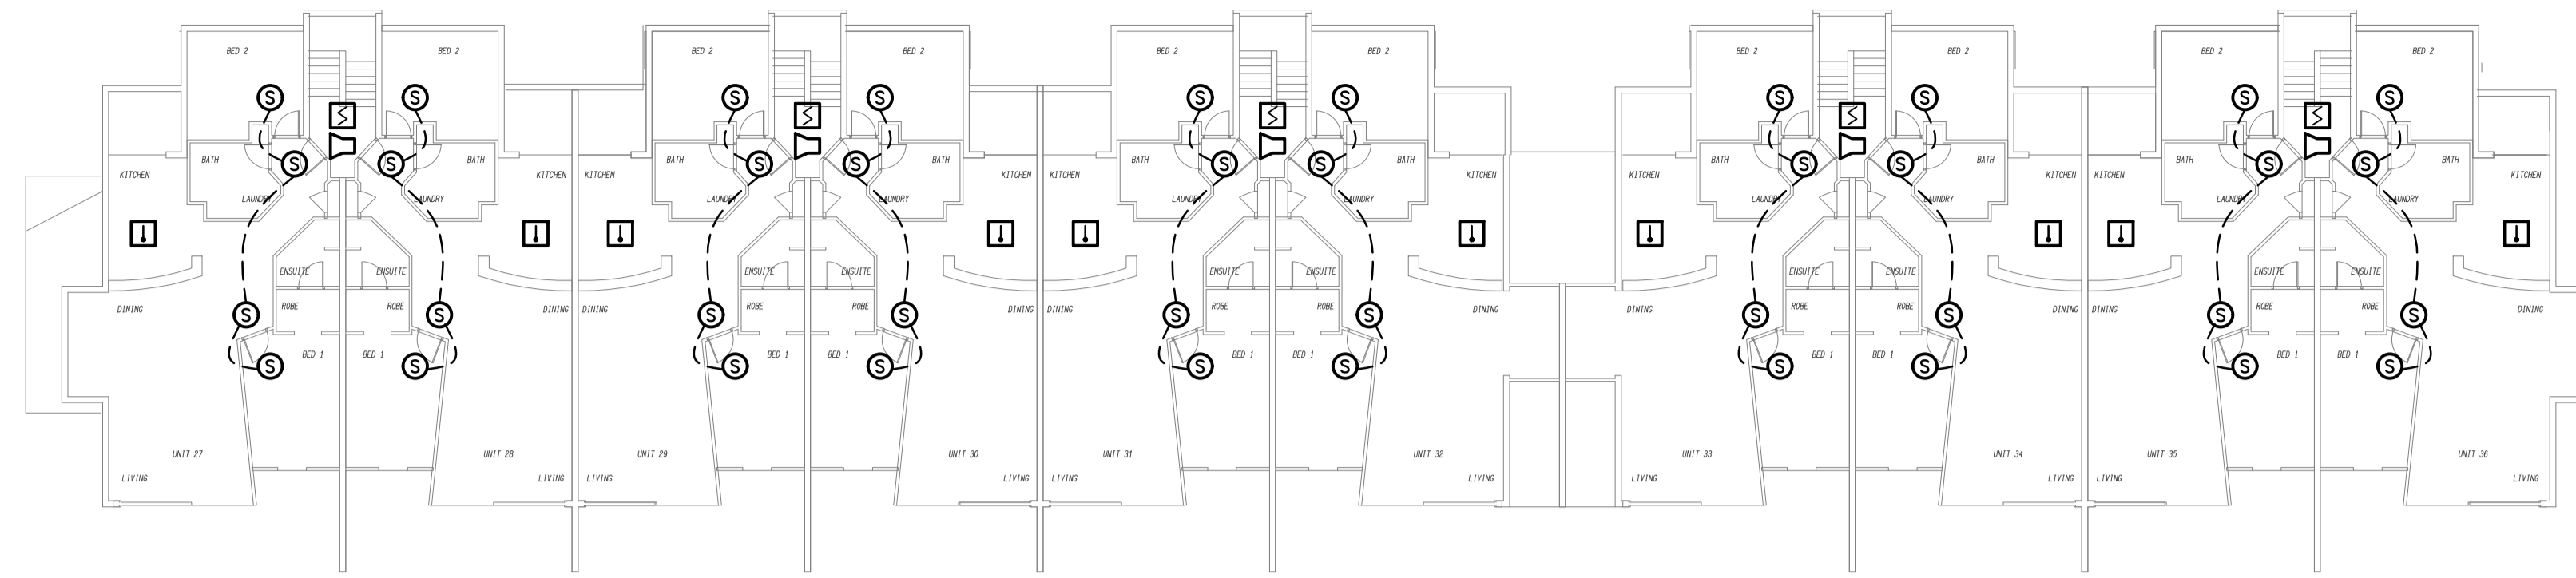 BED 2 BED 2 BED 2 BED 2 BED 2 BED 2 BED 2 BED 2 BED 2 BED 2
S S S S S S S S S S
BATH BATH BATH BATH BATH BATH BATH BATH BATH BATH
S S S S S S S S S S
KITCHEN KITCHEN KITCHEN KITCHEN KITCHEN KITCHEN KITCHEN KITCHEN KITCHEN KITCHEN
LAUNDRY LAUNDRY LAUNDRY LAUNDRY LAUNDRY LAUNDRY LAUNDRY LAUNDRY LAUNDRY LAUNDRY
ENSUITE ENSUITE ENSUITE ENSUITE ENSUITE ENSUITE ENSUITE ENSUITE ENSUITE ENSUITE
ROBE ROBE ROBE ROBE ROBE ROBE ROBE ROBE ROBE ROBE
DINING DINING DINING DINING DINING DINING DINING DINING DINING DINING
S S S S S S S S S S
BED 1 BED 1 BED 1 BED 1 BED 1 BED 1 BED 1 BED 1 BED 1 BED 1
S S S S S S S S S S
UNIT 27 UNIT 28 UNIT 29 UNIT 30 UNIT 31 UNIT 32 UNIT 33 UNIT 34 UNIT 35 UNIT 36
LIVING LIVING LIVING LIVING LIVING LIVING LIVING LIVING LIVING LIVING